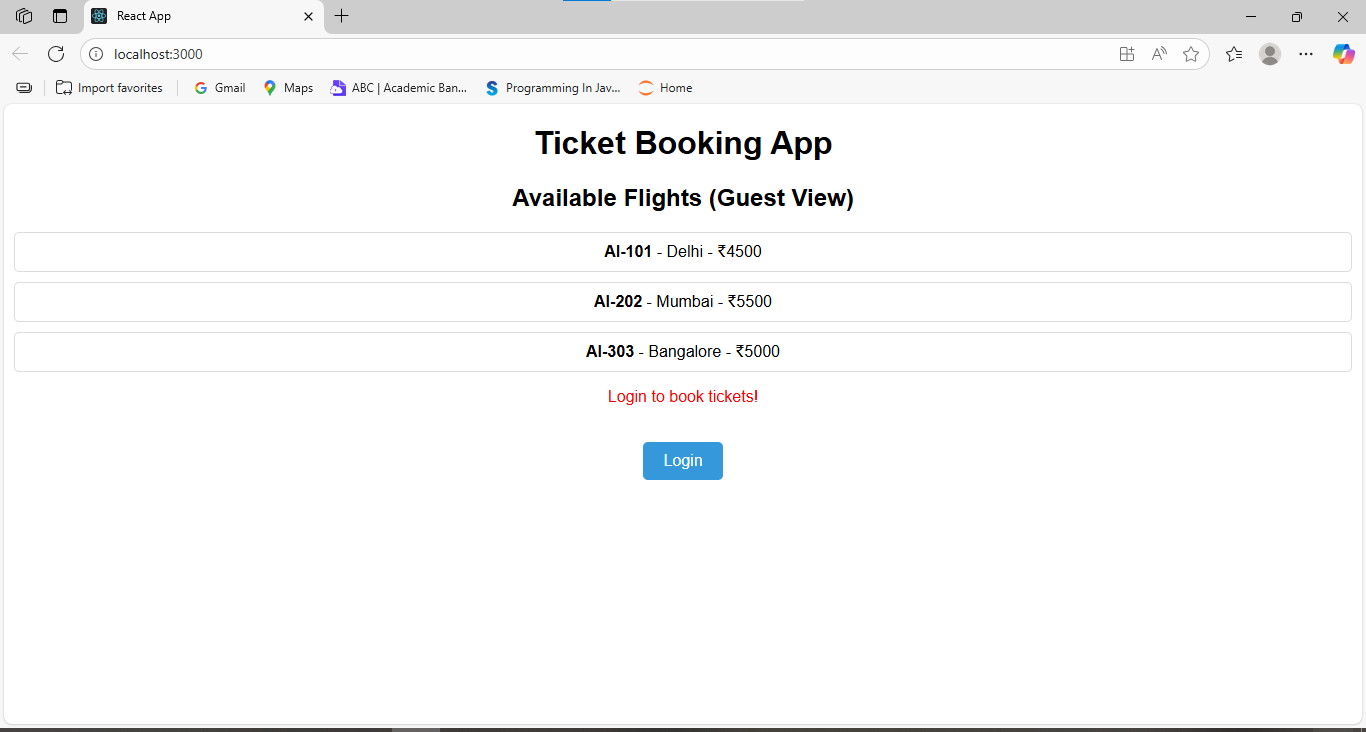 React App
localhost:3000
Import favorites
Gmail
Maps
ABC | Academic Ban...
Programming In Jav...
Home
Ticket Booking App
Available Flights (Guest View)
AI-101 - Delhi - ₹4500
AI-202 - Mumbai - ₹5500
AI-303 - Bangalore - ₹5000
Login to book tickets!
Login